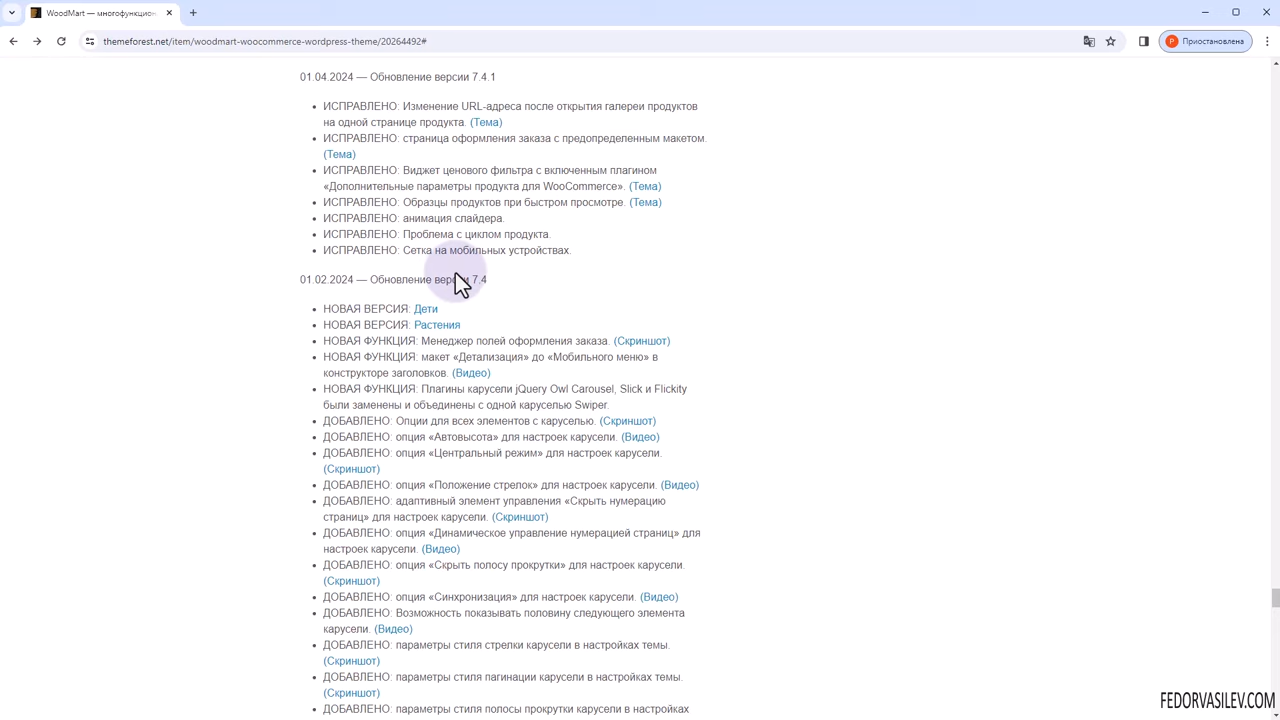 WoodMart — многофункцион
themeforest.net/item/woodmart-woocommerce-wordpress-theme/20264492#
P Приостановлена
01.04.2024 — Обновление версии 7.4.1
• ИСПРАВЛЕНО: Изменение URL-адреса после открытия галереи продуктов
на одной странице продукта. (Тема)
• ИСПРАВЛЕНО: страница оформления заказа с предопределенным макетом.
(Тема)
• ИСПРАВЛЕНО: Виджет ценового фильтра с включенным плагином
«Дополнительные параметры продукта для WooCommerce». (Тема)
• ИСПРАВЛЕНО: Образцы продуктов при быстром просмотре. (Тема)
• ИСПРАВЛЕНО: анимация слайдера.
• ИСПРАВЛЕНО: Проблема с циклом продукта.
• ИСПРАВЛЕНО: Сетка на мобильных устройствах.
01.02.2024 — Обновление версии 7.4
• НОВАЯ ВЕРСИЯ: Дети
• НОВАЯ ВЕРСИЯ: Растения
• НОВАЯ ФУНКЦИЯ: Менеджер полей оформления заказа. (Скриншот)
• НОВАЯ ФУНКЦИЯ: макет «Детализация» до «Мобильного меню» в
конструкторе заголовков. (Видео)
• НОВАЯ ФУНКЦИЯ: Плагины карусели jQuery Owl Carousel, Slick и Flickity
были заменены и объединены с одной каруселью Swiper.
• ДОБАВЛЕНО: Опции для всех элементов с каруселью. (Скриншот)
• ДОБАВЛЕНО: опция «Автовысота» для настроек карусели. (Видео)
• ДОБАВЛЕНО: опция «Центральный режим» для настроек карусели.
(Скриншот)
• ДОБАВЛЕНО: опция «Положение стрелок» для настроек карусели. (Видео)
• ДОБАВЛЕНО: адаптивный элемент управления «Скрыть нумерацию
страниц» для настроек карусели. (Скриншот)
• ДОБАВЛЕНО: опция «Динамическое управление нумерацией страниц» для
настроек карусели. (Видео)
• ДОБАВЛЕНО: опция «Скрыть полосу прокрутки» для настроек карусели.
(Скриншот)
• ДОБАВЛЕНО: опция «Синхронизация» для настроек карусели. (Видео)
• ДОБАВЛЕНО: Возможность показывать половину следующего элемента
карусели. (Видео)
• ДОБАВЛЕНО: параметры стиля стрелки карусели в настройках темы.
(Скриншот)
• ДОБАВЛЕНО: параметры стиля пагинации карусели в настройках темы.
(Скриншот)
• ДОБАВЛЕНО: параметры стиля полосы прокрутки карусели в настройках
FEDORVASILEV.COM